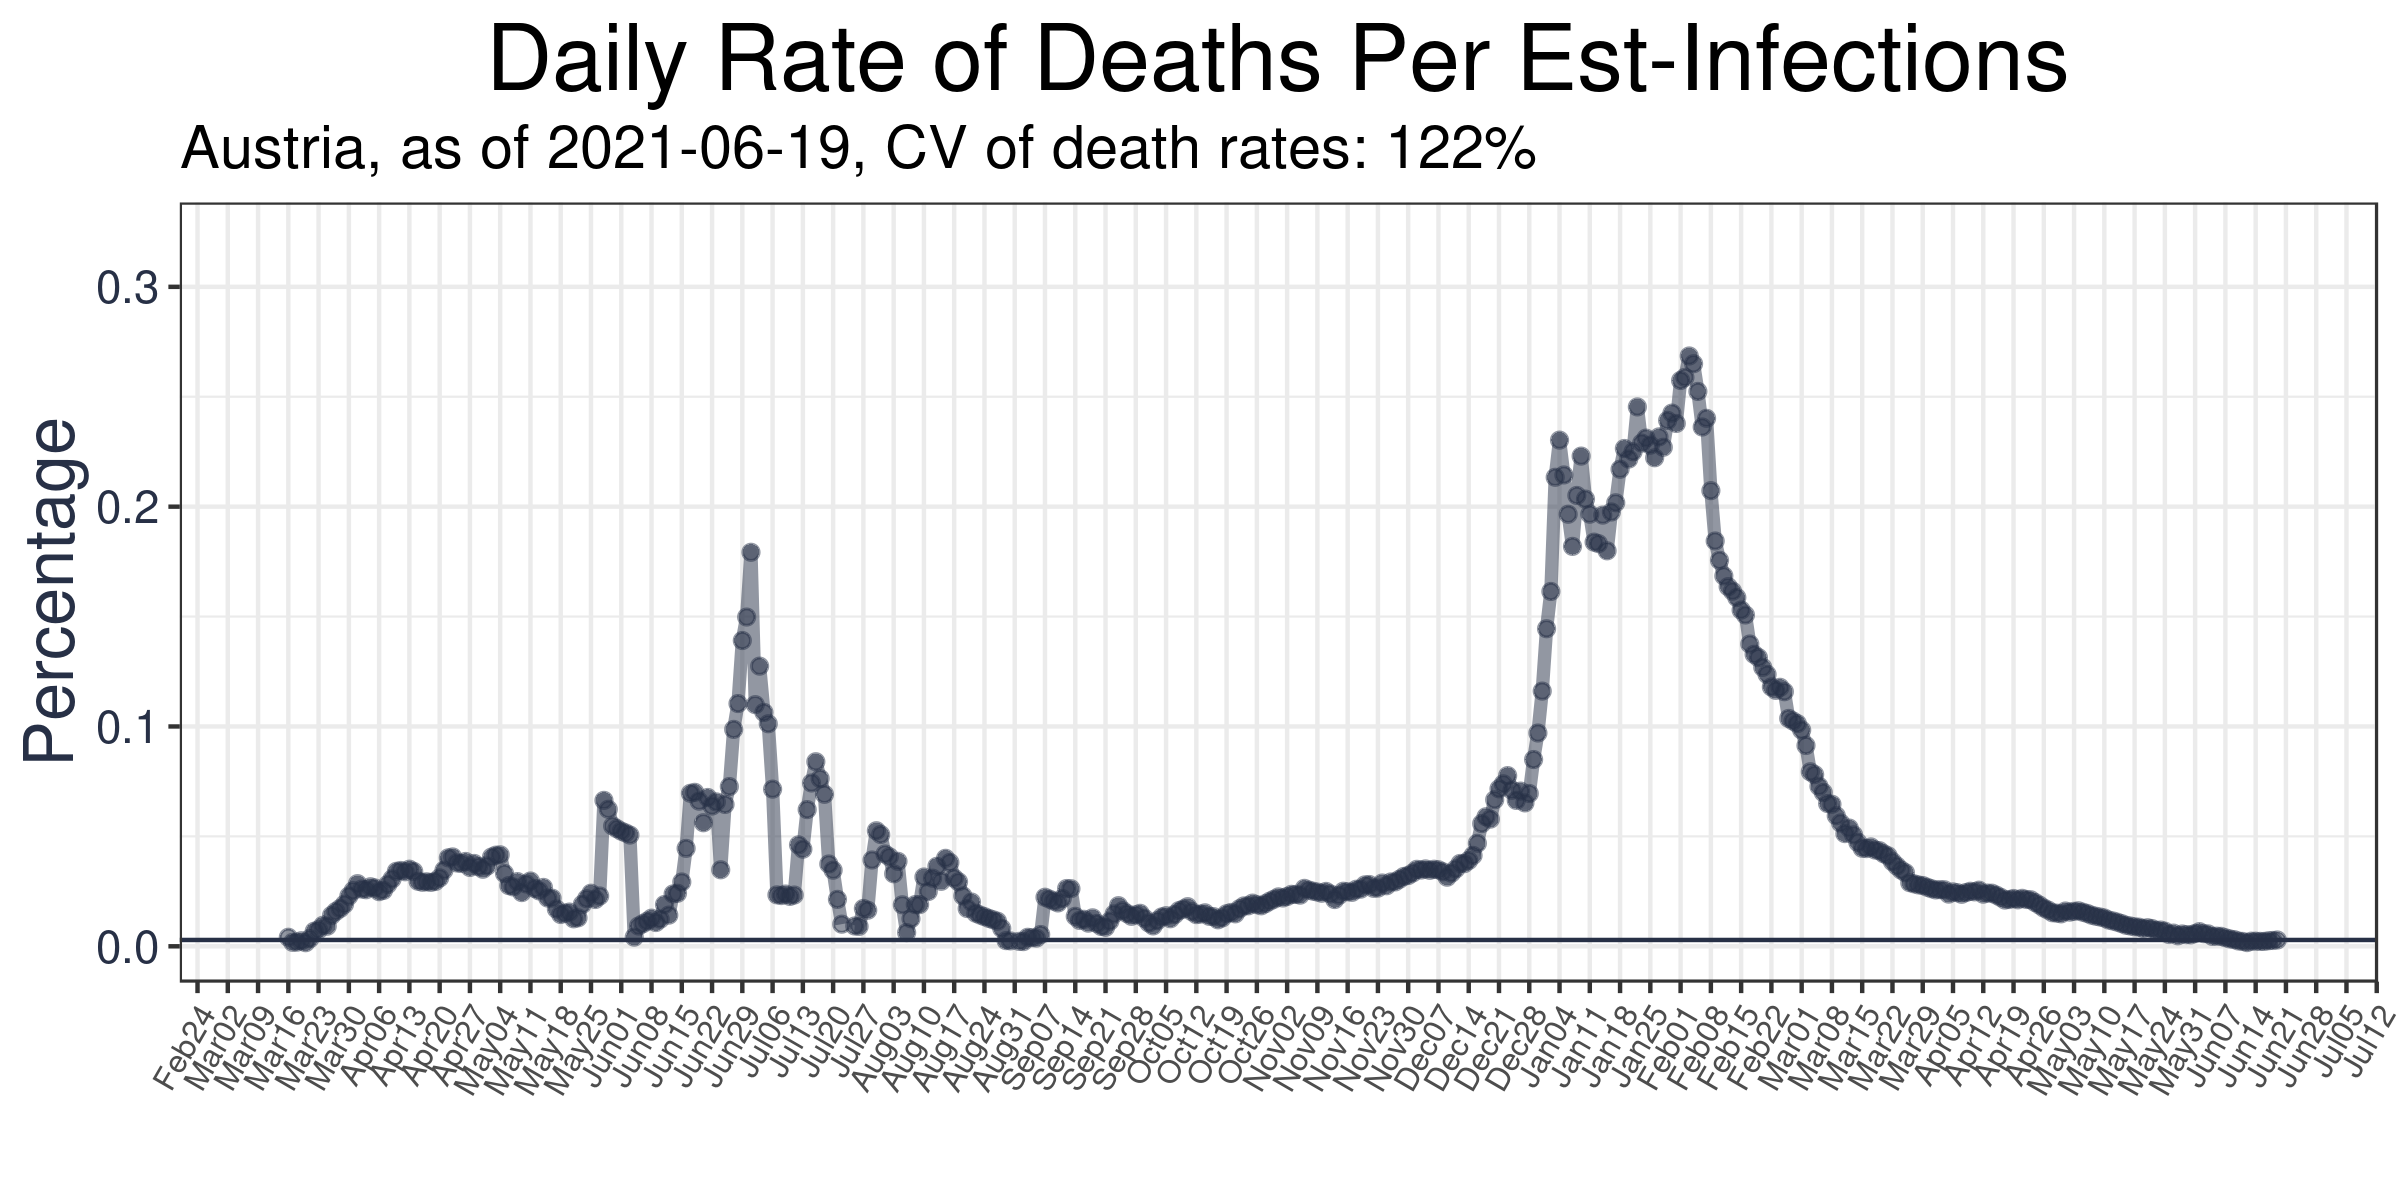 Daily Rate of Deaths Per Est-Infections
Austria, as of 2021-06-19, CV of death rates: 122%
Percentage
0.3
0.2
0.1
0.0
Feb24
Mar02
Mar09
Mar16
Mar23
Mar30
Apr06
Apr13
Apr20
Apr27
May04
May11
May18
May25
Jun01
Jun08
Jun15
Jun22
Jun29
Jul06
Jul13
Jul20
Jul27
Aug03
Aug10
Aug17
Aug24
Aug31
Sep07
Sep14
Sep21
Sep28
Oct05
Oct12
Oct19
Oct26
Nov02
Nov09
Nov16
Nov23
Nov30
Dec07
Dec14
Dec21
Dec28
Jan04
Jan11
Jan18
Jan25
Feb01
Feb08
Feb15
Feb22
Mar01
Mar08
Mar15
Mar22
Mar29
Apr05
Apr12
Apr19
Apr26
May03
May10
May17
May24
May31
Jun07
Jun14
Jun21
Jun28
Jul05
Jul12